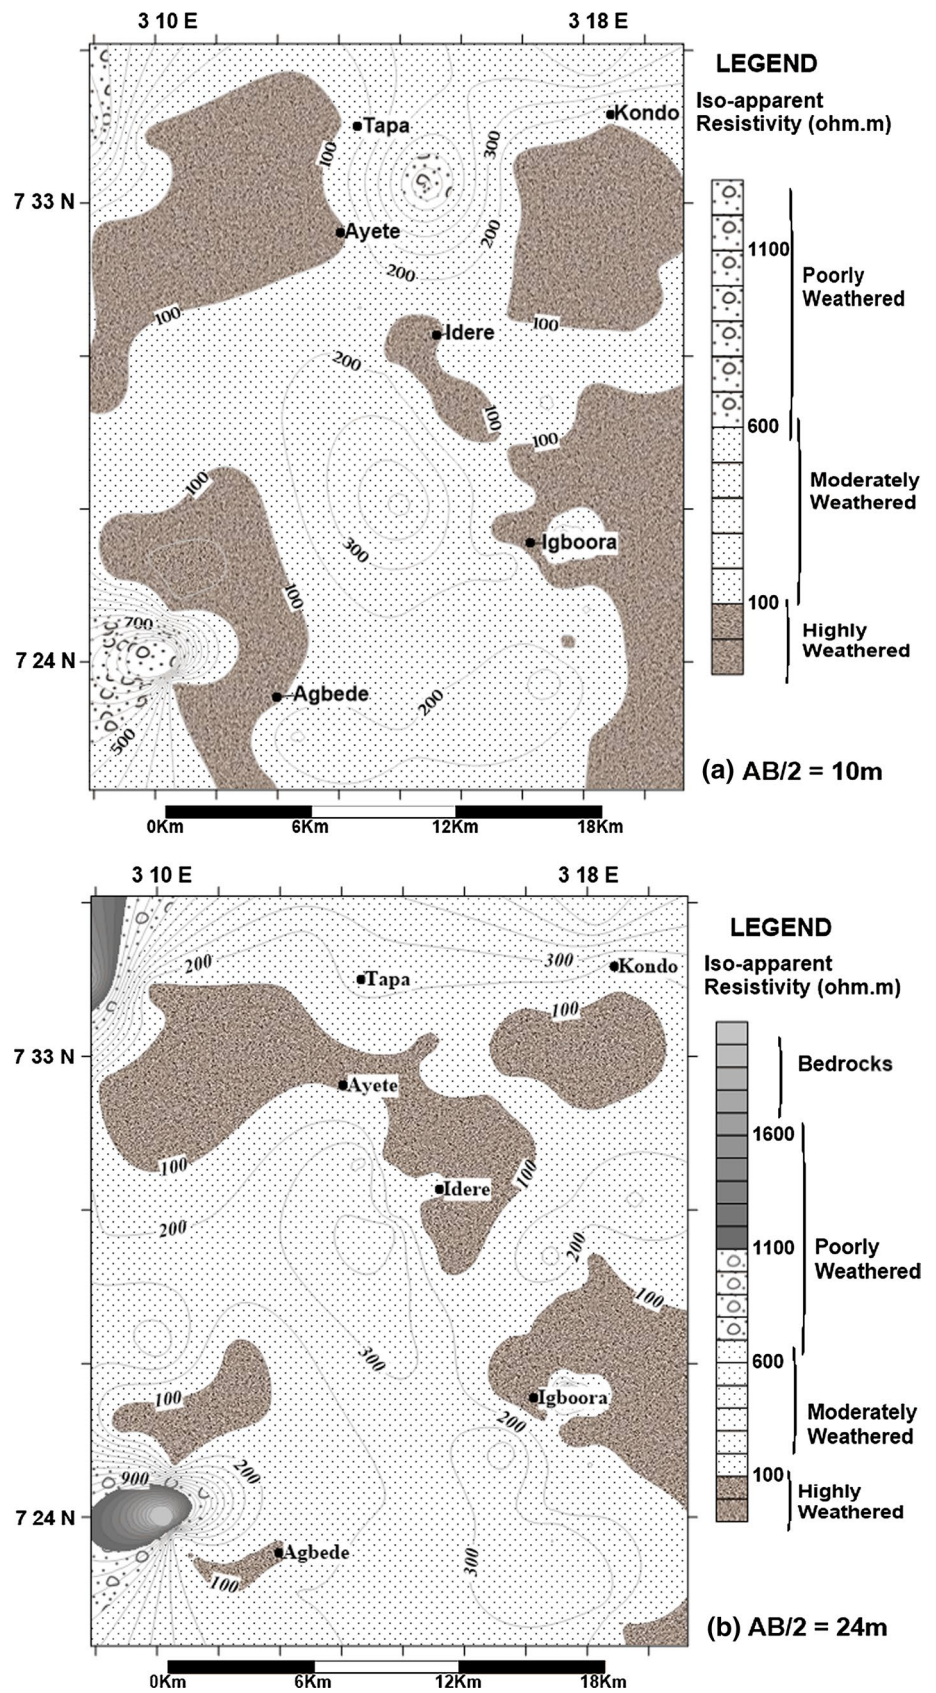 3 10 E
3 18 E
LEGEND
Iso-apparent
Resistivity (ohm.m)
Kondo
Tapa
300
100
7 33 N
Ayete
200
200
1100
Poorly
Weathered
100
100
Idere
200
100
100
600
Moderately
Weathered
100
300
Igboora
100
100
Highly
Weathered
700
7 24 N
Agbede
200
500
(a) AB/2 = 10m
0Km
6Km
12Km
18Km
3 10 E
3 18 E
LEGEND
Iso-apparent
Resistivity (ohm.m)
200
300
Kondo
Tapa
100
Bedrocks
7 33 N
Ayete
1600
100
100
Idere
200
200
1100
Poorly
Weathered
100
300
600
100
Igboora
200
Moderately
Weathered
900
200
100
Highly
Weathered
7 24 N
Agbede
300
100
(b) AB/2 = 24m
0Km
6Km
12Km
18Km